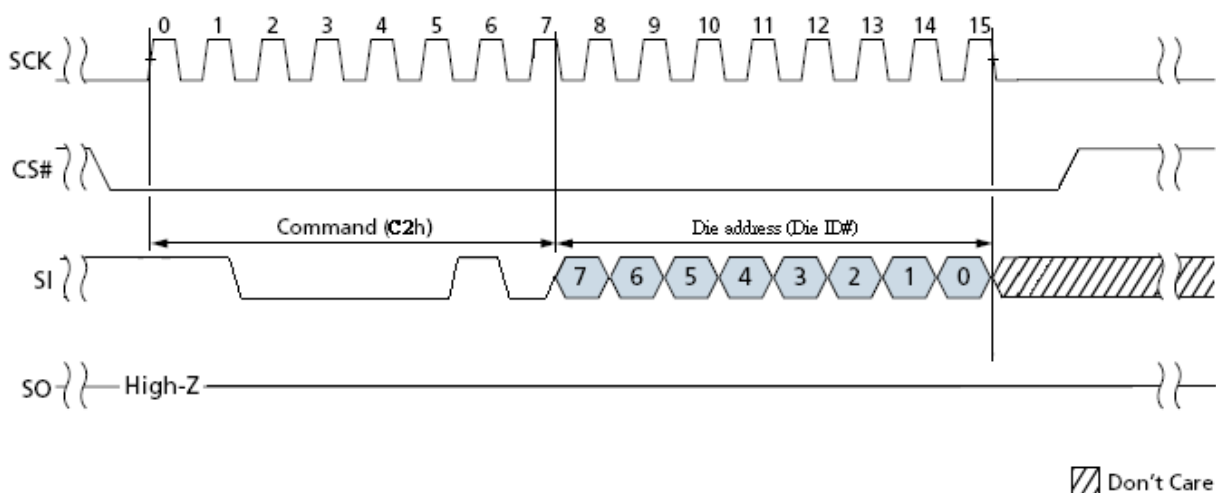 0 1 2 3 4 5 6 7 8 9 10 11 12 13 14 15
SCK
CS#
Command (C2h) Die address (Die ID#)
SI 7 6 5 4 3 2 1 0
SO High-Z
Don't Care